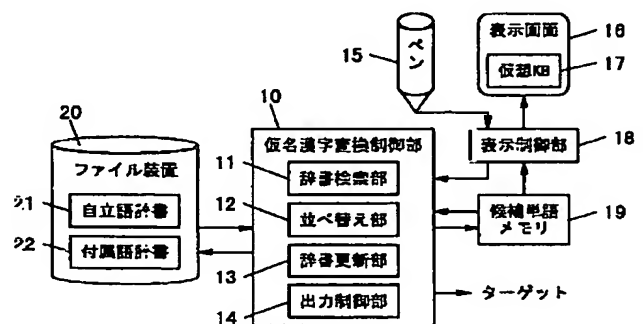 15
ペン
表示画面
16
仮想KB
17
20
10
ファイル装置
仮名漢字変換制御部
表示制御部
18
21
自立語辞書
11
辞書検索部
22
付属語辞書
12
並べ替え部
候補単語
メモリ
19
13
辞書更新部
14
出力制御部
ターゲット